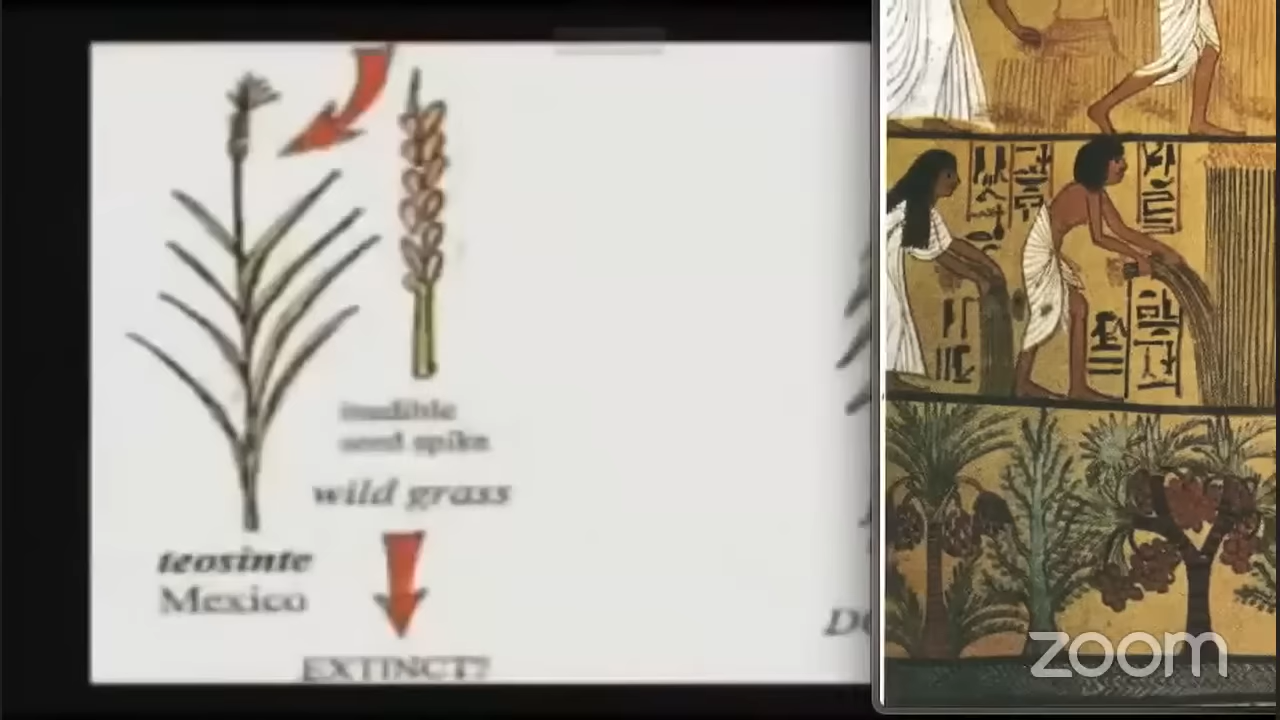 inedible
seed spike
wild grass
teosinte
Mexico
EXTINCT?
zoom